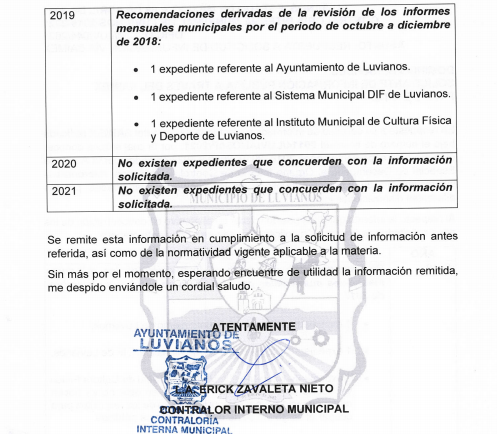 2019 Recomendaciones derivadas de la revisión de los informes
mensuales municipales por el periodo de octubre a diciembre
de 2018:
• 1 expediente referente al Ayuntamiento de Luvianos.
• 1 expediente referente al Sistema Municipal DIF de Luvianos.
• 1 expediente referente al Instituto Municipal de Cultura Física
y Deporte de Luvianos.
2020 No existen expedientes que concuerden con la información
solicitada.
2021 No existen expedientes que concuerden con la información
solicitada.
MUNICIPIO DE LUVIANOS
Se remite esta información en cumplimiento a la solicitud de información antes
referida, así como de la normatividad vigente aplicable a la materia.
Sin más por el momento, esperando encuentre de utilidad la información remitida,
me despido enviándole un cordial saludo.
ATENTAMENTE
AYUNTAMIENTO DE
LUVIANOS
ERICK ZAVALETA NIETO
CONTRALOR INTERNO MUNICIPAL
CONTRALORÍA
INTERNA MUNICIPAL